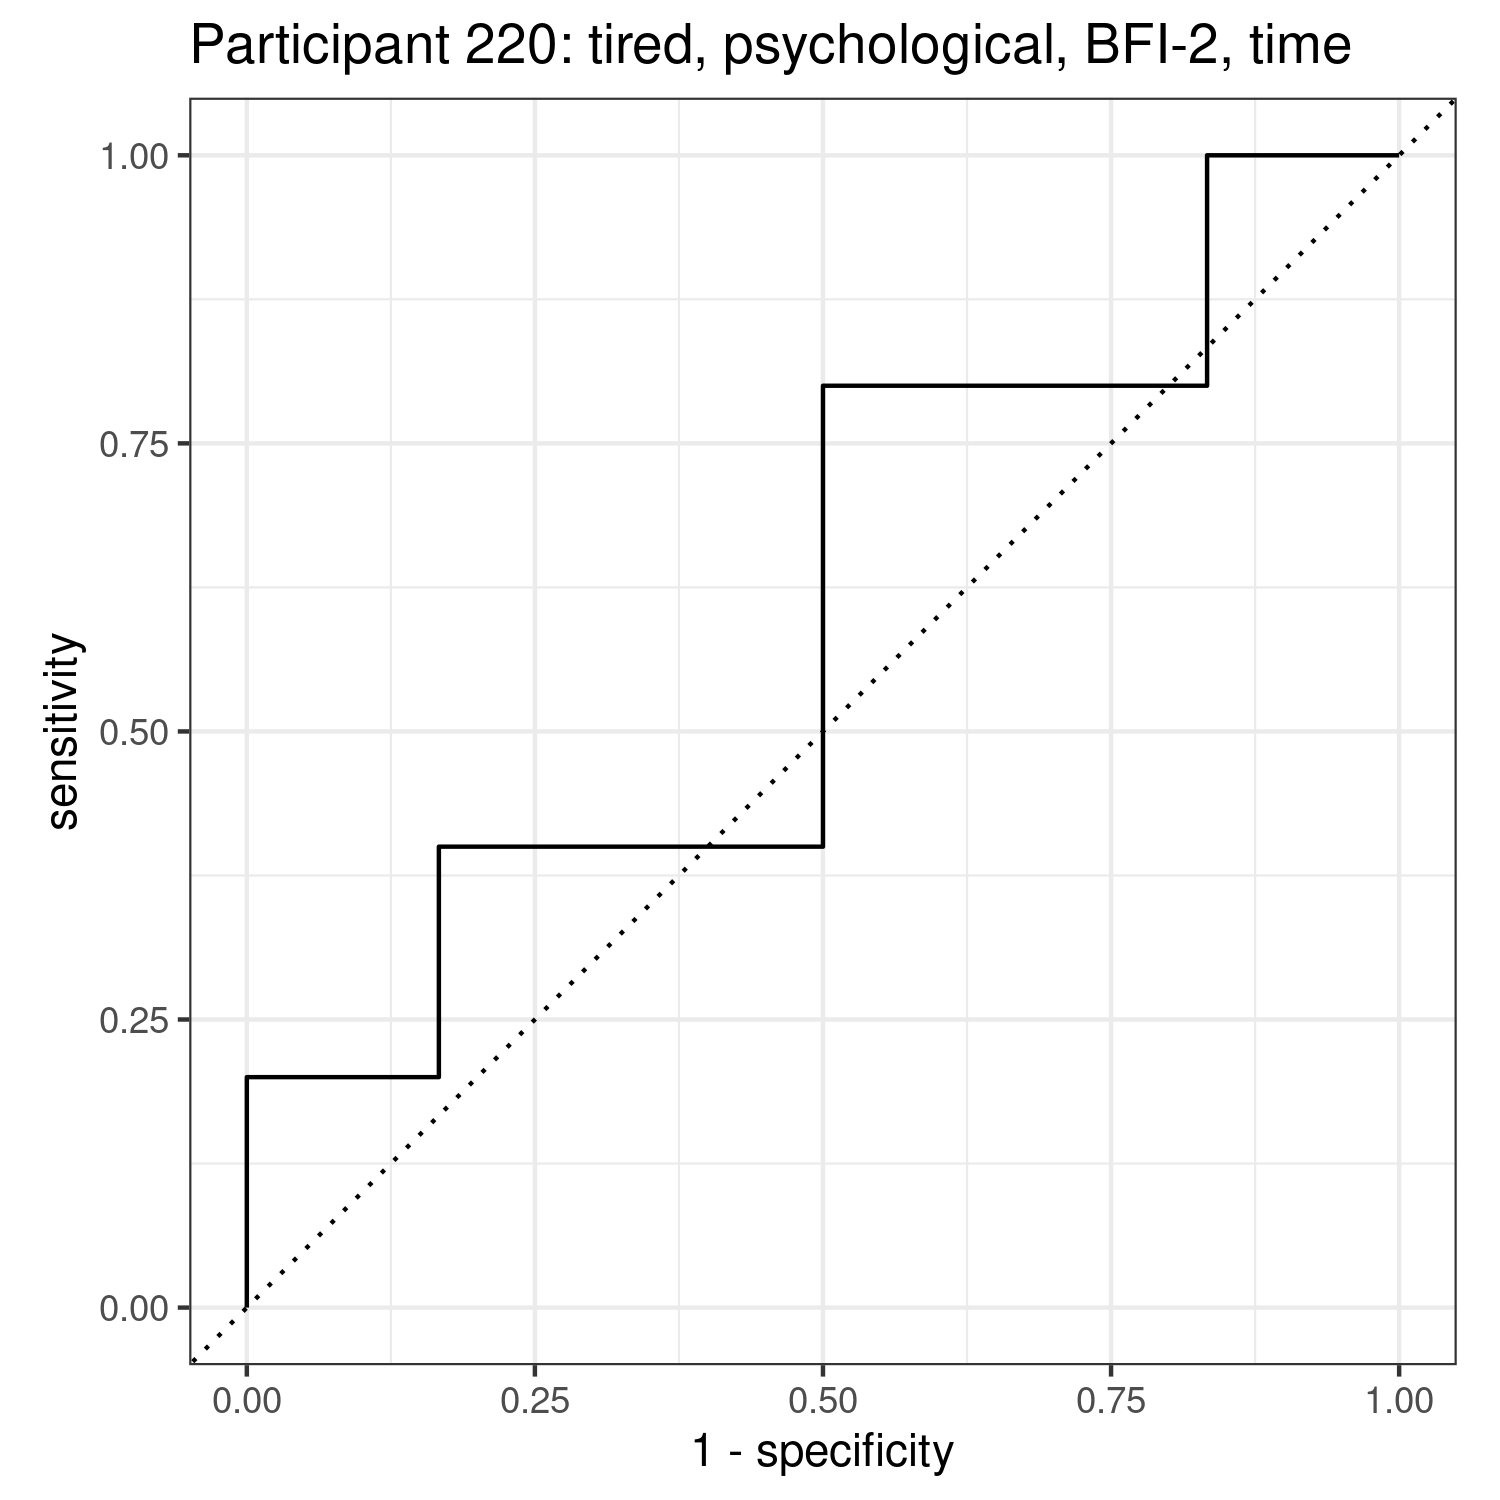 Participant 220: tired, psychological, BFI-2, time
1.00
0.75
0.50
0.25
0.00
sensitivity
0.00 0.25 0.50 0.75 1.00
1 - specificity